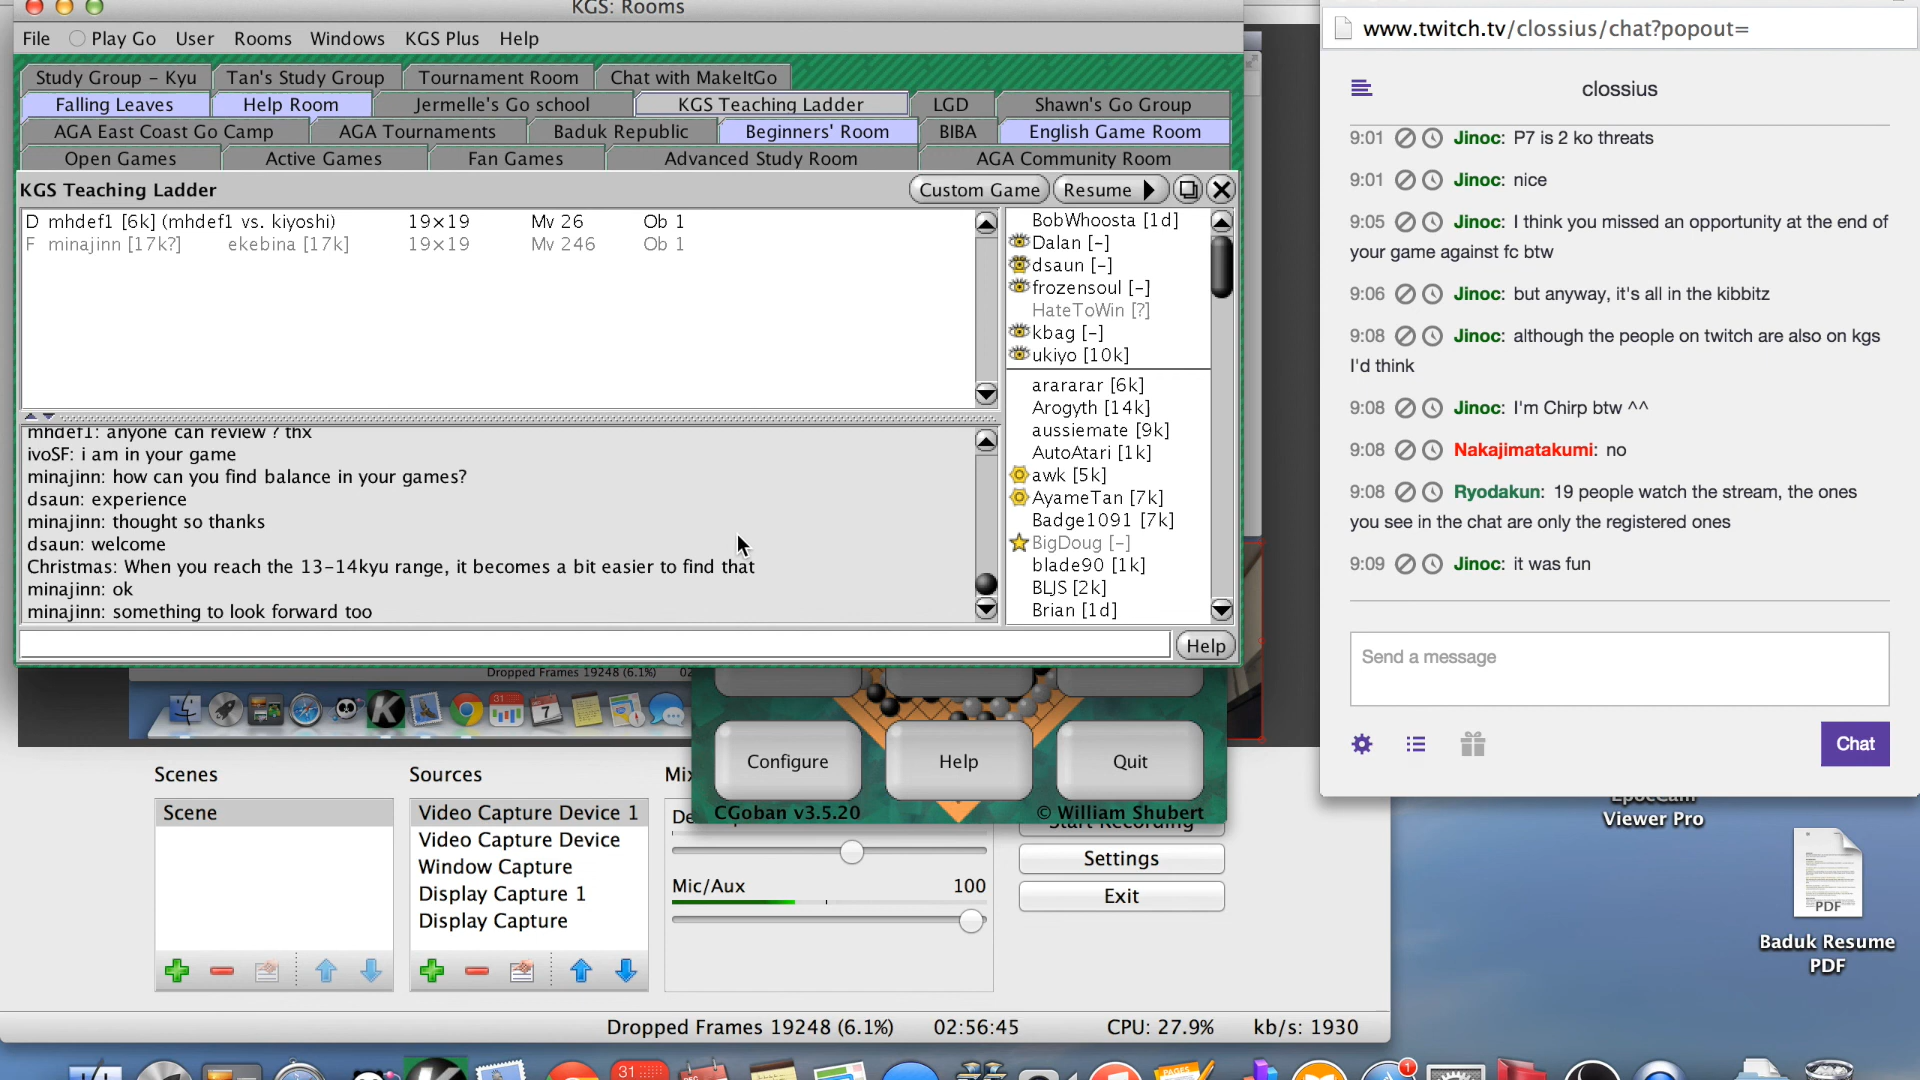 KGS: Rooms
File Play Go User Rooms Windows KGS Plus Help
Study Group – Kyu Tan's Study Group Tournament Room Chat with MakeItGo
Falling Leaves Help Room Jermelle's Go school KGS Teaching Ladder LGD Shawn's Go Group
AGA East Coast Go Camp AGA Tournaments Baduk Republic Beginners' Room BIBA English Game Room
Open Games Active Games Fan Games Advanced Study Room AGA Community Room
KGS Teaching Ladder Custom Game Resume
D mhdef1 [6k] (mhdef1 vs. kiyoshi) 19×19 Mv 26 Ob 1
F minajinn [17k?] ekebina [17k] 19×19 Mv 246 Ob 1
BobWhoosta [1d]
Dalan [–]
dsaun [–]
frozensoul [–]
HateToWin [?]
kbag [–]
ukiyo [10k]
arararar [6k]
Arogyth [14k]
aussiemate [9k]
AutoAtari [1k]
awk [5k]
AyameTan [7k]
Badge1091 [7k]
BigDoug [–]
blade90 [1k]
BLJS [2k]
Brian [1d]
mhdef1: anyone can review ? thx
ivoSF: i am in your game
minajinn: how can you find balance in your games?
dsaun: experience
minajinn: thought so thanks
dsaun: welcome
Christmas: When you reach the 13–14kyu range, it becomes a bit easier to find that
minajinn: ok
minajinn: something to look forward too
Help
Dropped Frames 19248 (6.1%) 02
Configure Help Quit
CGoban v3.5.20 © William Shubert
Scenes
Scene
Sources
Video Capture Device 1
Video Capture Device
Window Capture
Display Capture 1
Display Capture
Mic/Aux 100
Start Recording
Settings
Exit
Dropped Frames 19248 (6.1%) 02:56:45 CPU: 27.9% kb/s: 1930
www.twitch.tv/clossius/chat?popout=
clossius
9:01 Jinoc: P7 is 2 ko threats
9:01 Jinoc: nice
9:05 Jinoc: I think you missed an opportunity at the end of
your game against fc btw
9:06 Jinoc: but anyway, it's all in the kibbitz
9:08 Jinoc: although the people on twitch are also on kgs
I'd think
9:08 Jinoc: I'm Chirp btw ^^
9:08 Nakajimatakumi: no
9:08 Ryodakun: 19 people watch the stream, the ones
you see in the chat are only the registered ones
9:09 Jinoc: it was fun
Send a message
Chat
EpocCam
Viewer Pro
PDF
Baduk Resume
PDF
31
7
31
PAGES
1